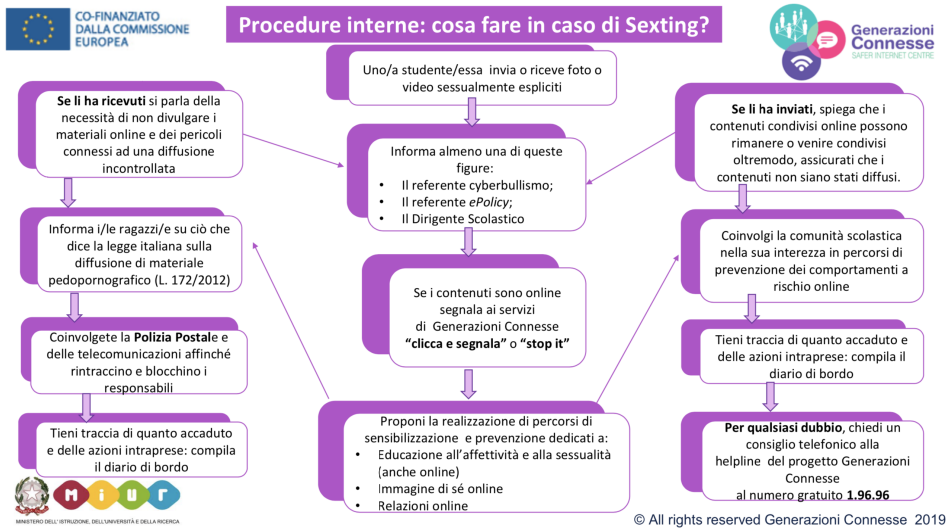 CO-FINANZIATO
DALLA COMMISSIONE
EUROPEA
Procedure interne: cosa fare in caso di Sexting?
Generazioni
Connesse
SAFER INTERNET CENTRE
Uno/a studente/essa invia o riceve foto o
video sessualmente espliciti
Se li ha ricevuti si parla della
necessità di non divulgare i
materiali online e dei pericoli
connessi ad una diffusione
incontrollata
Informa i/le ragazzi/e su ciò che
dice la legge italiana sulla
diffusione di materiale
pedopornografico (L. 172/2012)
Coinvolgete la Polizia Postale e
delle telecomunicazioni affinché
rintraccino e blocchino i
responsabili
Tieni traccia di quanto accaduto
e delle azioni intraprese: compila
il diario di bordo
Informa almeno una di queste
figure:
• Il referente cyberbullismo;
• Il referente ePolicy;
• Il Dirigente Scolastico
Se i contenuti sono online
segnala ai servizi
di Generazioni Connesse
“clicca e segnala” o “stop it”
Proponi la realizzazione di percorsi di
sensibilizzazione e prevenzione dedicati a:
• Educazione all’affettività e alla sessualità
(anche online)
• Immagine di sé online
• Relazioni online
Se li ha inviati, spiega che i
contenuti condivisi online possono
rimanere o venire condivisi
oltremodo, assicurati che i
contenuti non siano stati diffusi.
Coinvolgi la comunità scolastica
nella sua interezza in percorsi di
prevenzione dei comportamenti a
rischio online
Tieni traccia di quanto accaduto e
delle azioni intraprese: compila il
diario di bordo
Per qualsiasi dubbio, chiedi un
consiglio telefonico alla
helpline del progetto Generazioni
Connesse
al numero gratuito 1.96.96
MIUR
MINISTERO DELL’ISTRUZIONE, DELL’UNIVERSITÀ E DELLA RICERCA
© All rights reserved Generazioni Connesse 2019